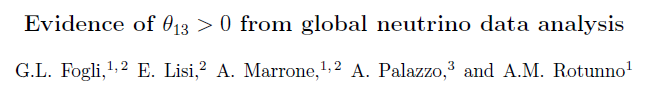 Evidence of θ₁₃ > 0 from global neutrino data analysis
G.L. Fogli,¹,² E. Lisi,² A. Marrone,¹,² A. Palazzo,³ and A.M. Rotunno¹